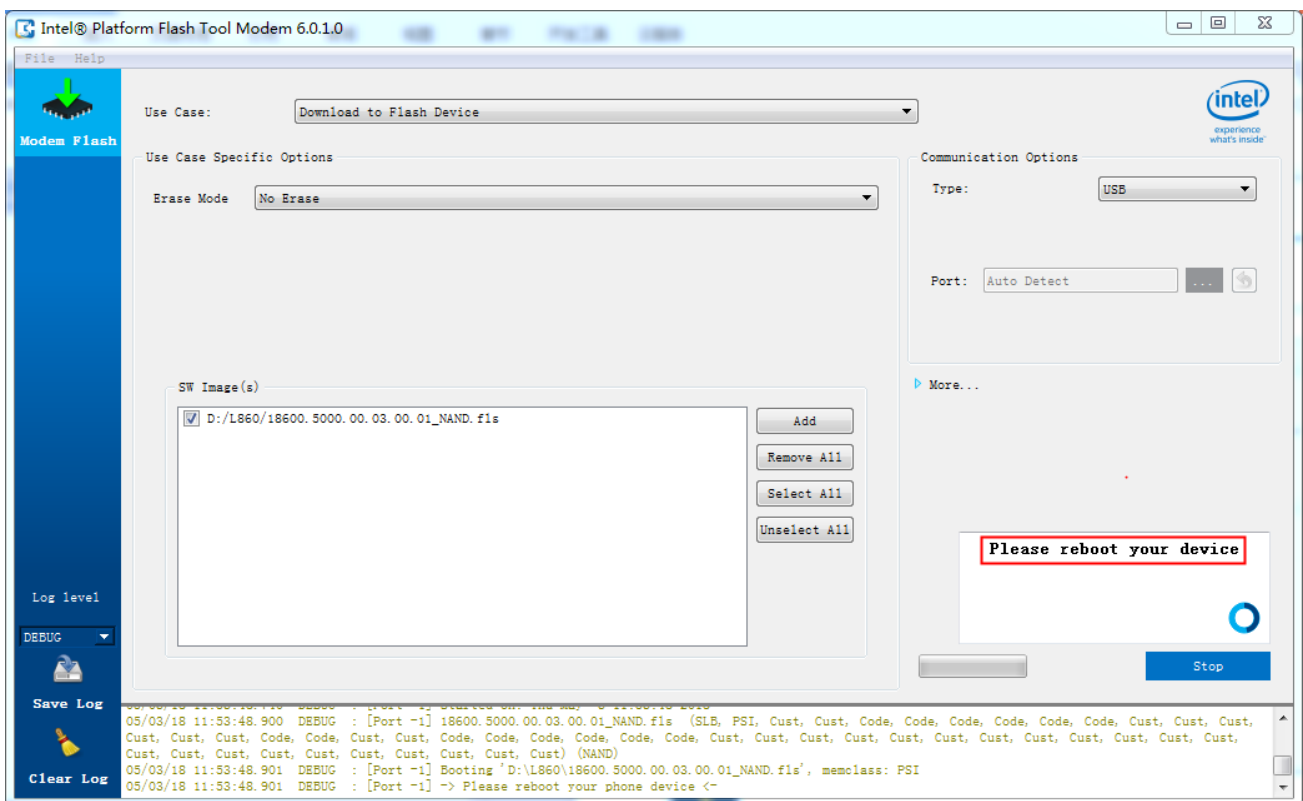 Intel® Platform Flash Tool Modem 6.0.1.0
File Help
Modem Flash
Use Case: Download to Flash Device
intel
experience
what's inside™
Use Case Specific Options
Communication Options
Erase Mode No Erase
Type: USB
Port: Auto Detect ...
SW Image(s)
More...
D:/L860/18600.5000.00.03.00.01_NAND.fls
Add
Remove All
Select All
Unselect All
Please reboot your device
Log level
DEBUG
Stop
Save Log
Clear Log
05/03/18 11:53:48.900 DEBUG : [Port -1] 18600.5000.00.03.00.01_NAND.fls (SLB, PSI, Cust, Cust, Code, Code, Code, Code, Code, Code, Code, Cust, Cust, Cust,
Cust, Cust, Cust, Code, Code, Cust, Cust, Code, Code, Code, Code, Code, Code, Cust, Cust, Cust, Cust, Cust, Cust, Cust, Cust, Cust, Cust, Cust, Cust,
Cust, Cust, Cust, Cust, Cust, Cust, Cust, Cust, Cust, Cust) (NAND)
05/03/18 11:53:48.901 DEBUG : [Port -1] Booting 'D:\L860\18600.5000.00.03.00.01_NAND.fls', memclass: PSI
05/03/18 11:53:48.901 DEBUG : [Port -1] -> Please reboot your phone device <-